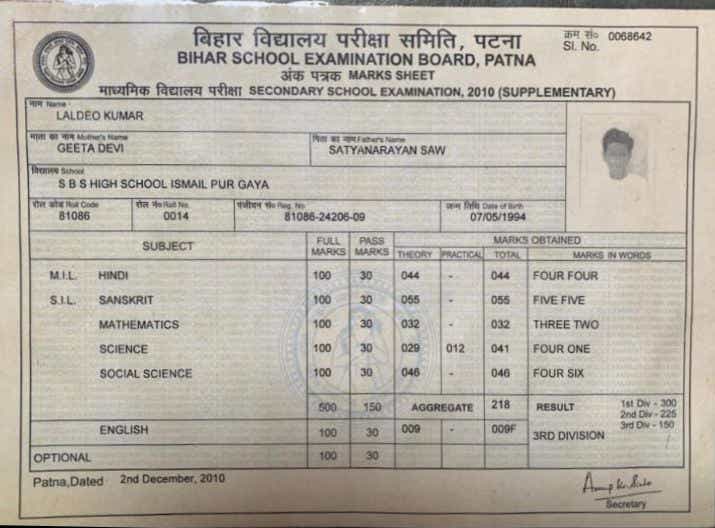 बिहार विद्यालय परीक्षा समिति, पटना
क्रम सं० 0068642
BIHAR SCHOOL EXAMINATION BOARD, PATNA
Sl. No.
अंक पत्रक MARKS SHEET
माध्यमिक विद्यालय परीक्षा SECONDARY SCHOOL EXAMINATION, 2010 (SUPPLEMENTARY)
नाम Name
LALDEO KUMAR
माता का नाम Mother's Name पिता का नाम Father's Name
GEETA DEVI SATYANARAYAN SAW
विद्यालय School
S B S HIGH SCHOOL ISMAIL PUR GAYA
रोल कोड Roll Code रोल नं० Roll No. पंजीयन सं० Reg. No. जन्म तिथि Date of Birth
81086 0014 81086-24206-09 07/05/1994
SUBJECT FULL MARKS PASS MARKS MARKS OBTAINED
THEORY PRACTICAL TOTAL MARKS IN WORDS
M.I.L. HINDI 100 30 044 - 044 FOUR FOUR
S.I.L. SANSKRIT 100 30 055 - 055 FIVE FIVE
MATHEMATICS 100 30 032 - 032 THREE TWO
SCIENCE 100 30 029 012 041 FOUR ONE
SOCIAL SCIENCE 100 30 046 - 046 FOUR SIX
500 150 AGGREGATE 218 RESULT 1st Div - 300
2nd Div - 225
3rd Div - 150
ENGLISH 100 30 009 - 009F 3RD DIVISION
OPTIONAL 100 30
Patna,Dated 2nd December, 2010
Secretary